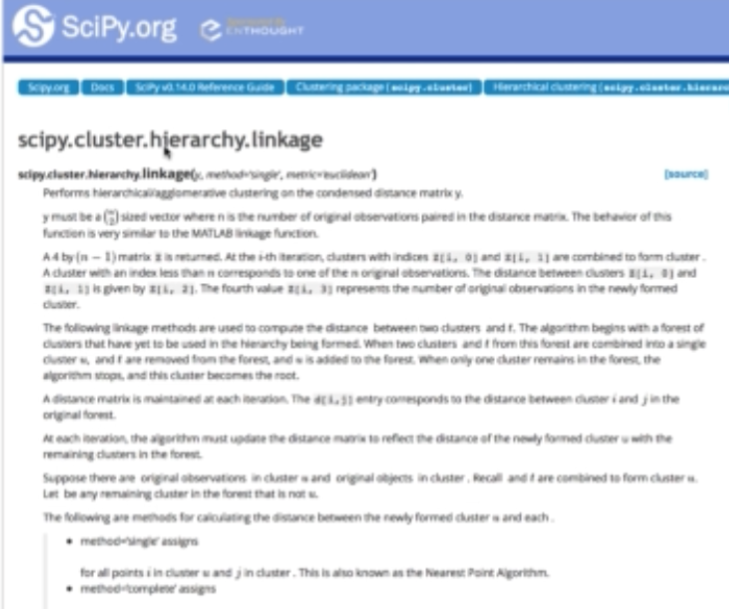 SciPy.org Sponsored By ENTHOUGHT
Scipy.org Docs SciPy v0.14.0 Reference Guide Clustering package (scipy.cluster) Hierarchical clustering (scipy.cluster.hierarc
scipy.cluster.hierarchy.linkage
scipy.cluster.hierarchy.linkage(y, method='single', metric='euclidean') [source]
Performs hierarchical/agglomerative clustering on the condensed distance matrix y.
y must be a (n 2) sized vector where n is the number of original observations paired in the distance matrix. The behavior of this
function is very similar to the MATLAB linkage function.
A 4 by (n − 1) matrix Z is returned. At the i-th iteration, clusters with indices Z[i, 0] and Z[i, 1] are combined to form cluster .
A cluster with an index less than n corresponds to one of the n original observations. The distance between clusters Z[i, 0] and
Z[i, 1] is given by Z[i, 2]. The fourth value Z[i, 3] represents the number of original observations in the newly formed
cluster.
The following linkage methods are used to compute the distance between two clusters and t. The algorithm begins with a forest of
clusters that have yet to be used in the hierarchy being formed. When two clusters and t from this forest are combined into a single
cluster u, and t are removed from the forest, and u is added to the forest. When only one cluster remains in the forest, the
algorithm stops, and this cluster becomes the root.
A distance matrix is maintained at each iteration. The d[i,j] entry corresponds to the distance between cluster i and j in the
original forest.
At each iteration, the algorithm must update the distance matrix to reflect the distance of the newly formed cluster u with the
remaining clusters in the forest.
Suppose there are original observations in cluster u and original objects in cluster . Recall and t are combined to form cluster u.
Let be any remaining cluster in the forest that is not u.
The following are methods for calculating the distance between the newly formed cluster u and each .
• method='single' assigns
for all points i in cluster u and j in cluster . This is also known as the Nearest Point Algorithm.
• method='complete' assigns